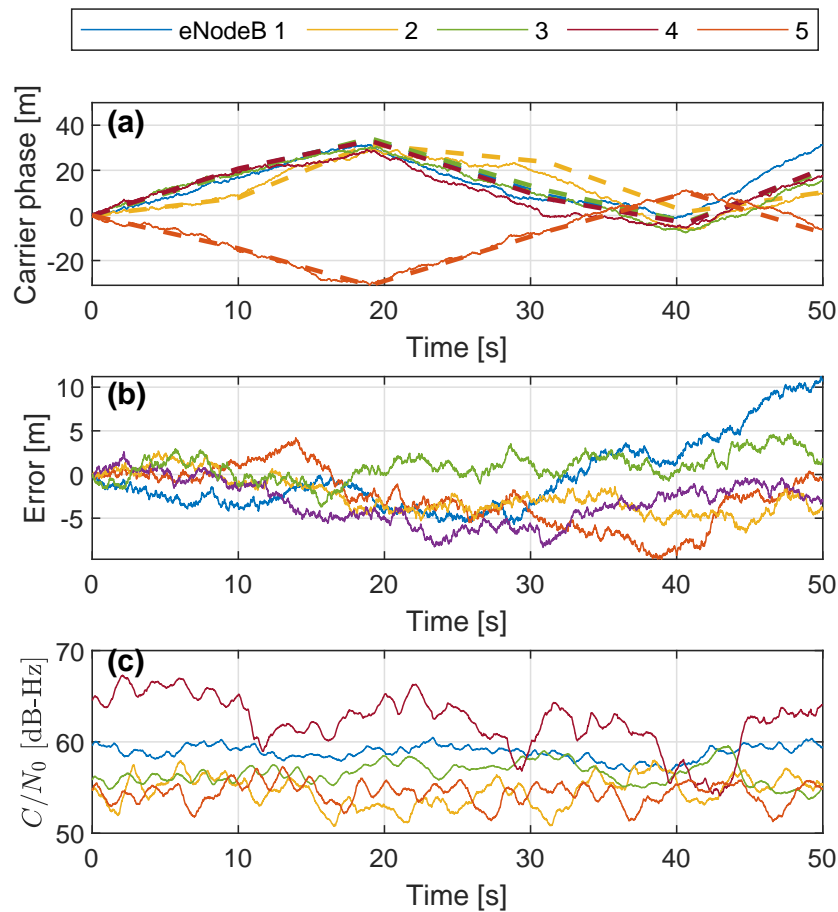 eNodeB 1 2 3 4 5
(a)
Carrier phase [m]
40
20
0
-20
0 10 20 30 40 50
Time [s]
(b)
Error [m]
10
5
0
-5
0 10 20 30 40 50
Time [s]
(c)
C/N0 [dB-Hz]
70
60
50
0 10 20 30 40 50
Time [s]